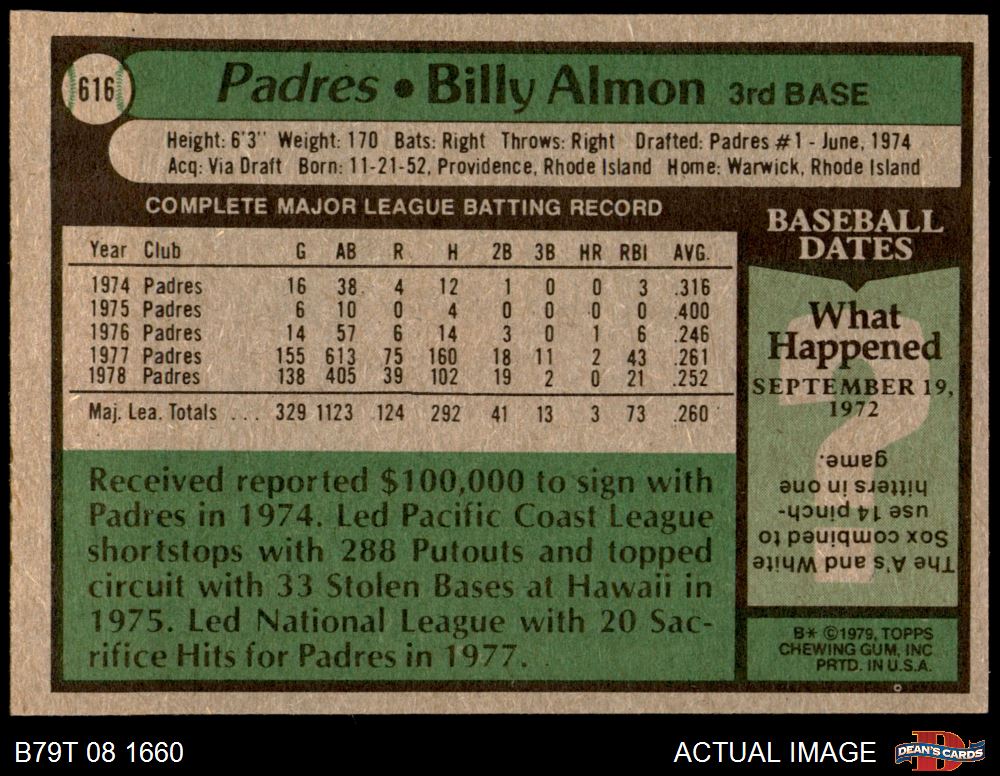 616
Padres • Billy Almon 3rd BASE
Height: 6'3" Weight: 170 Bats: Right Throws: Right Drafted: Padres #1 - June, 1974
Acq: Via Draft Born: 11-21-52, Providence, Rhode Island Home: Warwick, Rhode Island
COMPLETE MAJOR LEAGUE BATTING RECORD
Year Club G AB R H 2B 3B HR RBI AVG.
1974 Padres 16 38 4 12 1 0 0 3 .316
1975 Padres 6 10 0 4 0 0 0 0 .400
1976 Padres 14 57 6 14 3 0 1 6 .246
1977 Padres 155 613 75 160 18 11 2 43 .261
1978 Padres 138 405 39 102 19 2 0 21 .252
Maj. Lea. Totals ... 329 1123 124 292 41 13 3 73 .260
Received reported $100,000 to sign with
Padres in 1974. Led Pacific Coast League
shortstops with 288 Putouts and topped
circuit with 33 Stolen Bases at Hawaii in
1975. Led National League with 20 Sac-
rifice Hits for Padres in 1977.
BASEBALL
DATES
What
Happened
SEPTEMBER 19,
1972
The A's and White
Sox combined to
use 14 pinch-
hitters in one
game.
B* ©1979, TOPPS
CHEWING GUM, INC
PRTD. IN U.S.A.
B79T 08 1660
ACTUAL IMAGE
D
DEAN'S CARDS